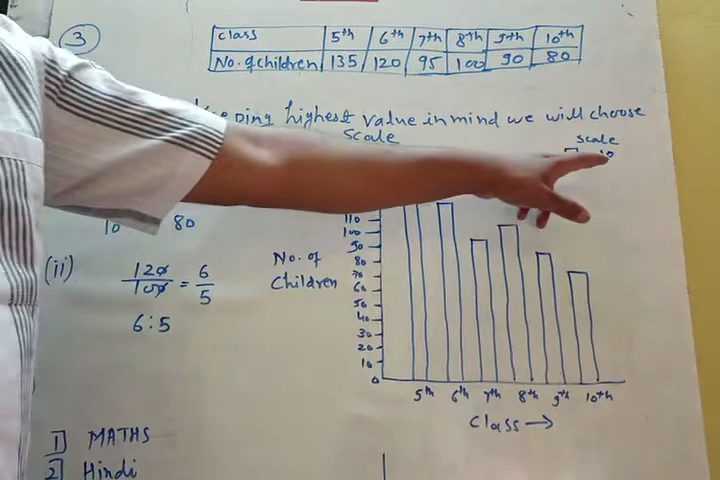 3
class 5th 6th 7th 8th 9th 10th
No. of children 135 120 95 100 90 80
highest value in mind we will choose
Scale
scale
10 80
(ii) 120/100 = 6/5
6:5
No. of
Children
110
100
90
80
70
60
50
40
30
20
10
0
5th 6th 7th 8th 9th 10th
Class →
1] MATHS
2] Hindi